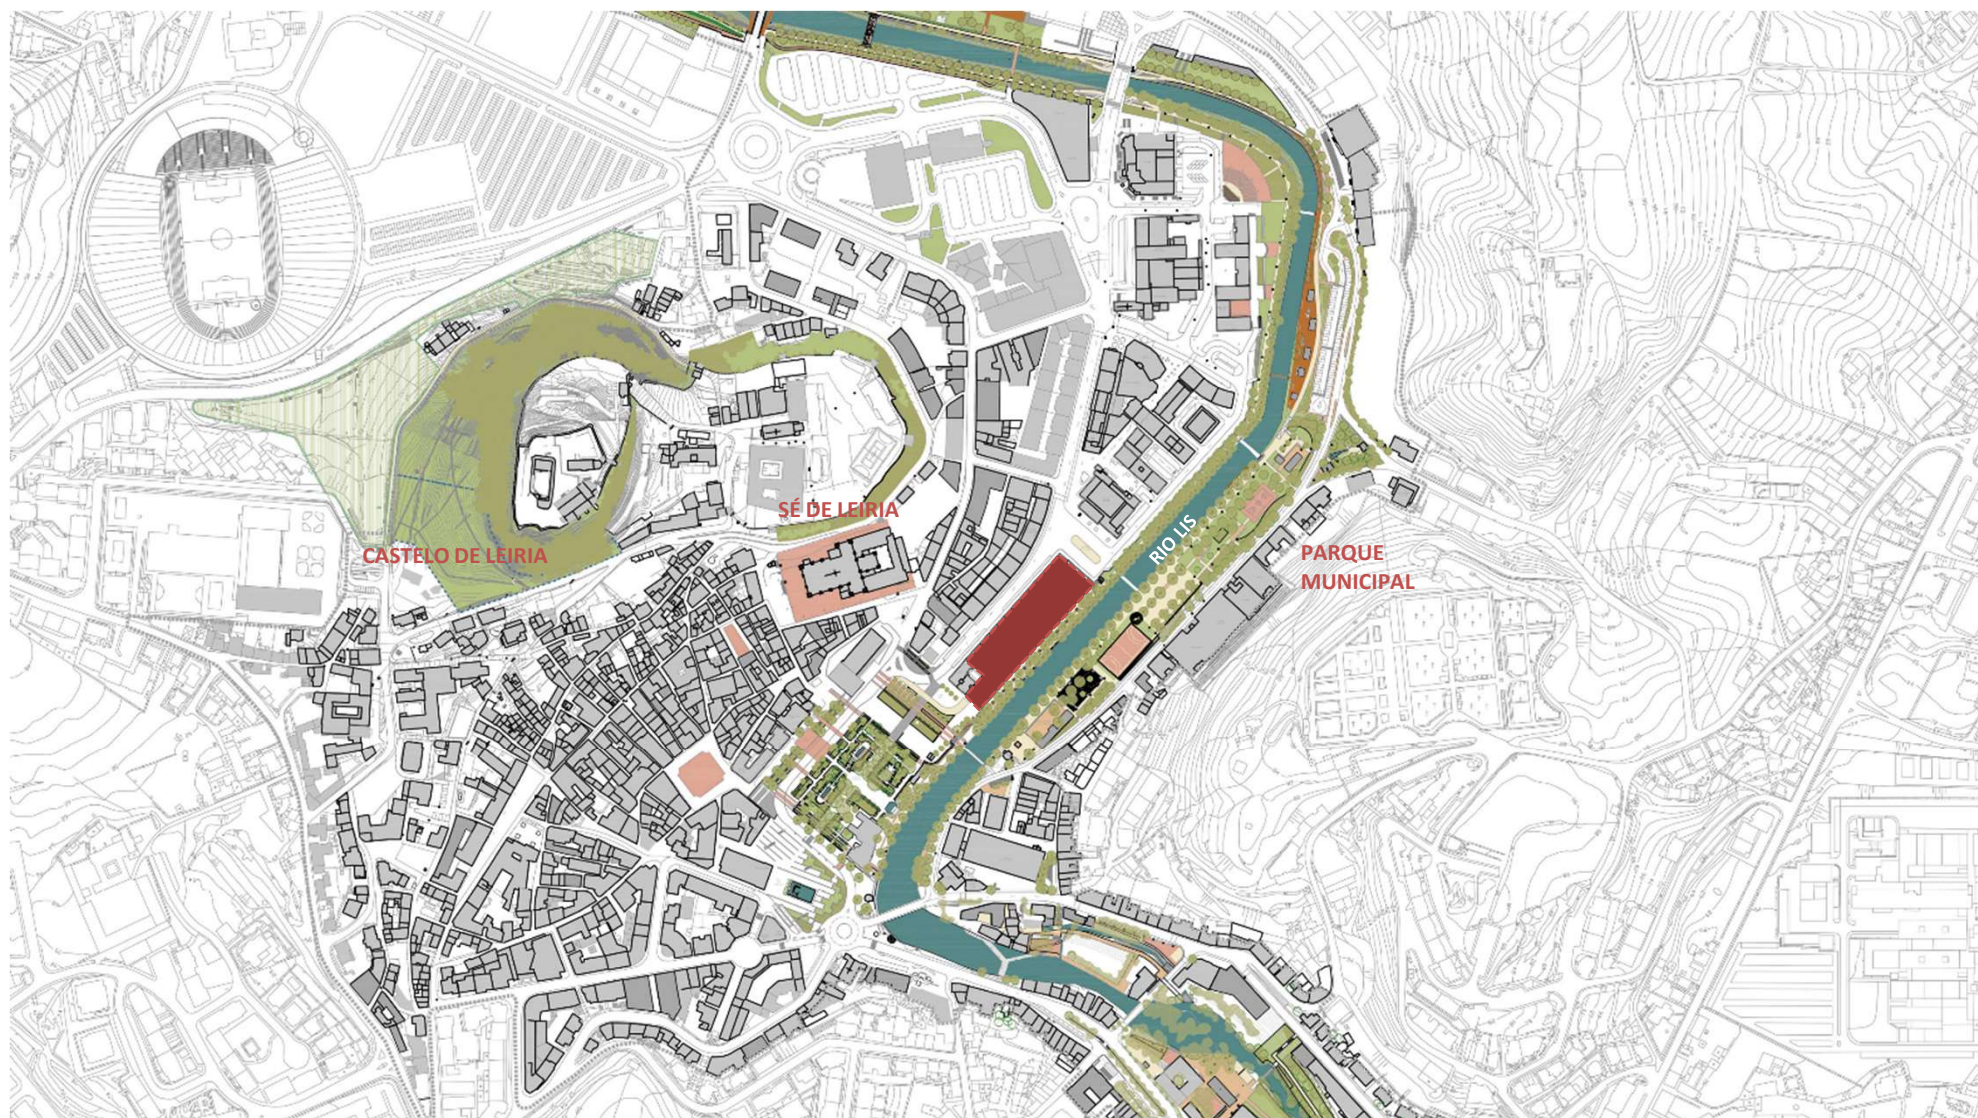 SÉ DE LEIRIA
CASTELO DE LEIRIA
RIO LIS
PARQUE
MUNICIPAL